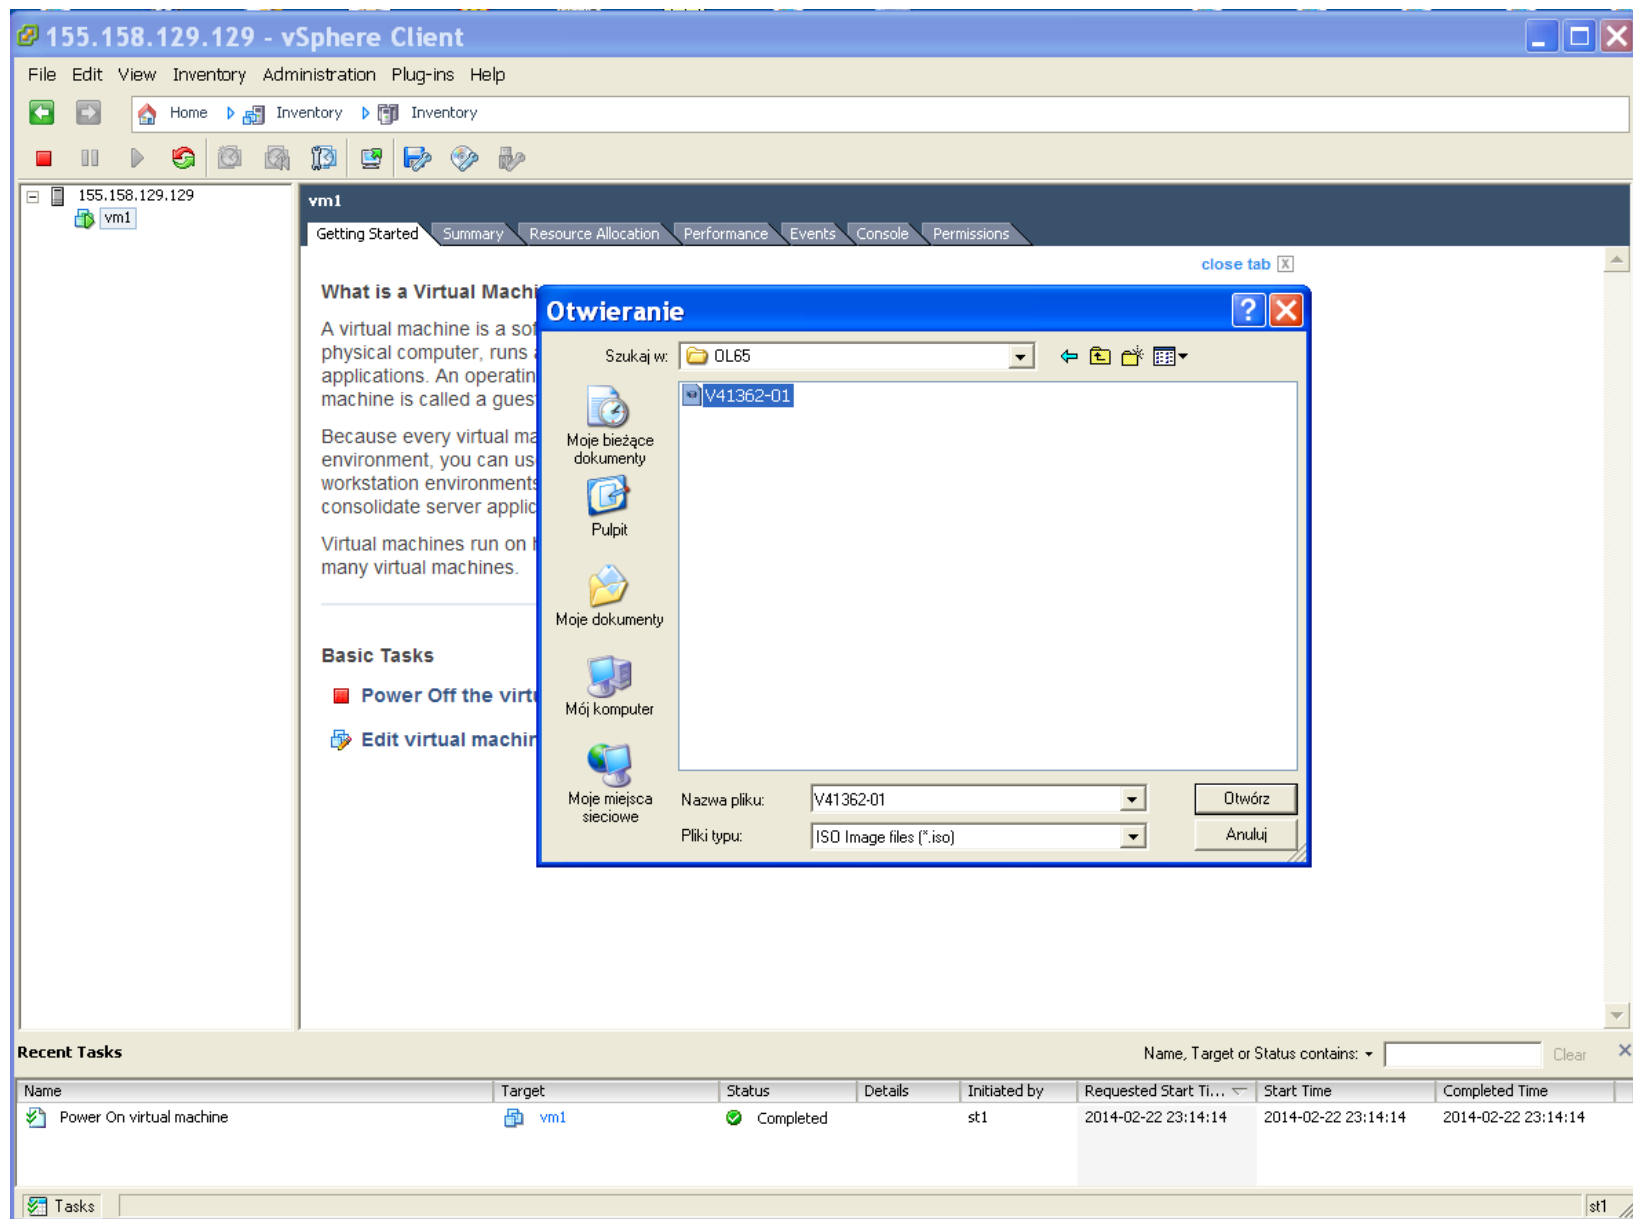 155.158.129.129 - vSphere Client
File Edit View Inventory Administration Plug-ins Help
Home Inventory Inventory
155.158.129.129
vm1
vm1
Getting Started Summary Resource Allocation Performance Events Console Permissions
close tab X
What is a Virtual Machi
A virtual machine is a sof
physical computer, runs
applications. An operatin
machine is called a gues
Because every virtual ma
environment, you can us
workstation environments
consolidate server applic
Virtual machines run on
many virtual machines.
Basic Tasks
Power Off the virtu
Edit virtual machin
Otwieranie
Szukaj w: OL65
V41362-01
Moje bieżące
dokumenty
Pulpit
Moje dokumenty
Mój komputer
Moje miejsca
sieciowe
Nazwa pliku: V41362-01 Otwórz
Pliki typu: ISO Image files (*.iso) Anuluj
Recent Tasks Name, Target or Status contains: Clear
Name Target Status Details Initiated by Requested Start Ti... Start Time Completed Time
Power On virtual machine vm1 Completed st1 2014-02-22 23:14:14 2014-02-22 23:14:14 2014-02-22 23:14:14
Tasks st1